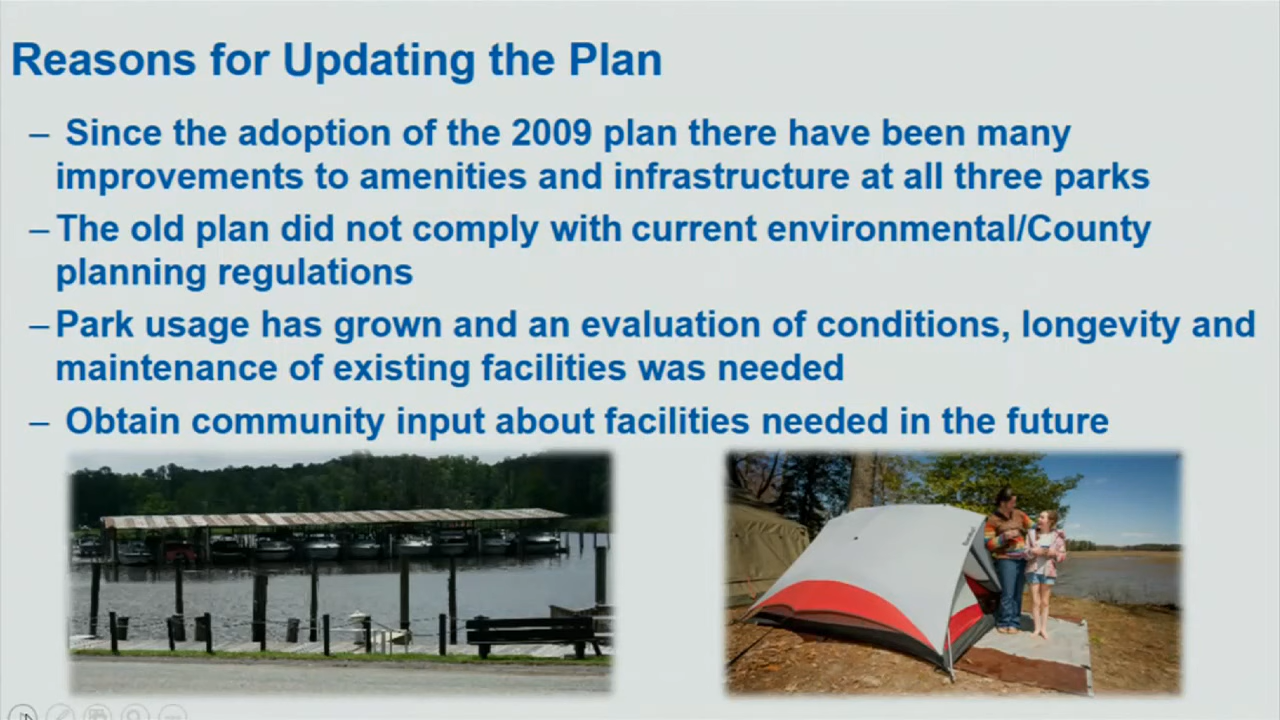 Reasons for Updating the Plan
– Since the adoption of the 2009 plan there have been many
improvements to amenities and infrastructure at all three parks
– The old plan did not comply with current environmental/County
planning regulations
– Park usage has grown and an evaluation of conditions, longevity and
maintenance of existing facilities was needed
– Obtain community input about facilities needed in the future